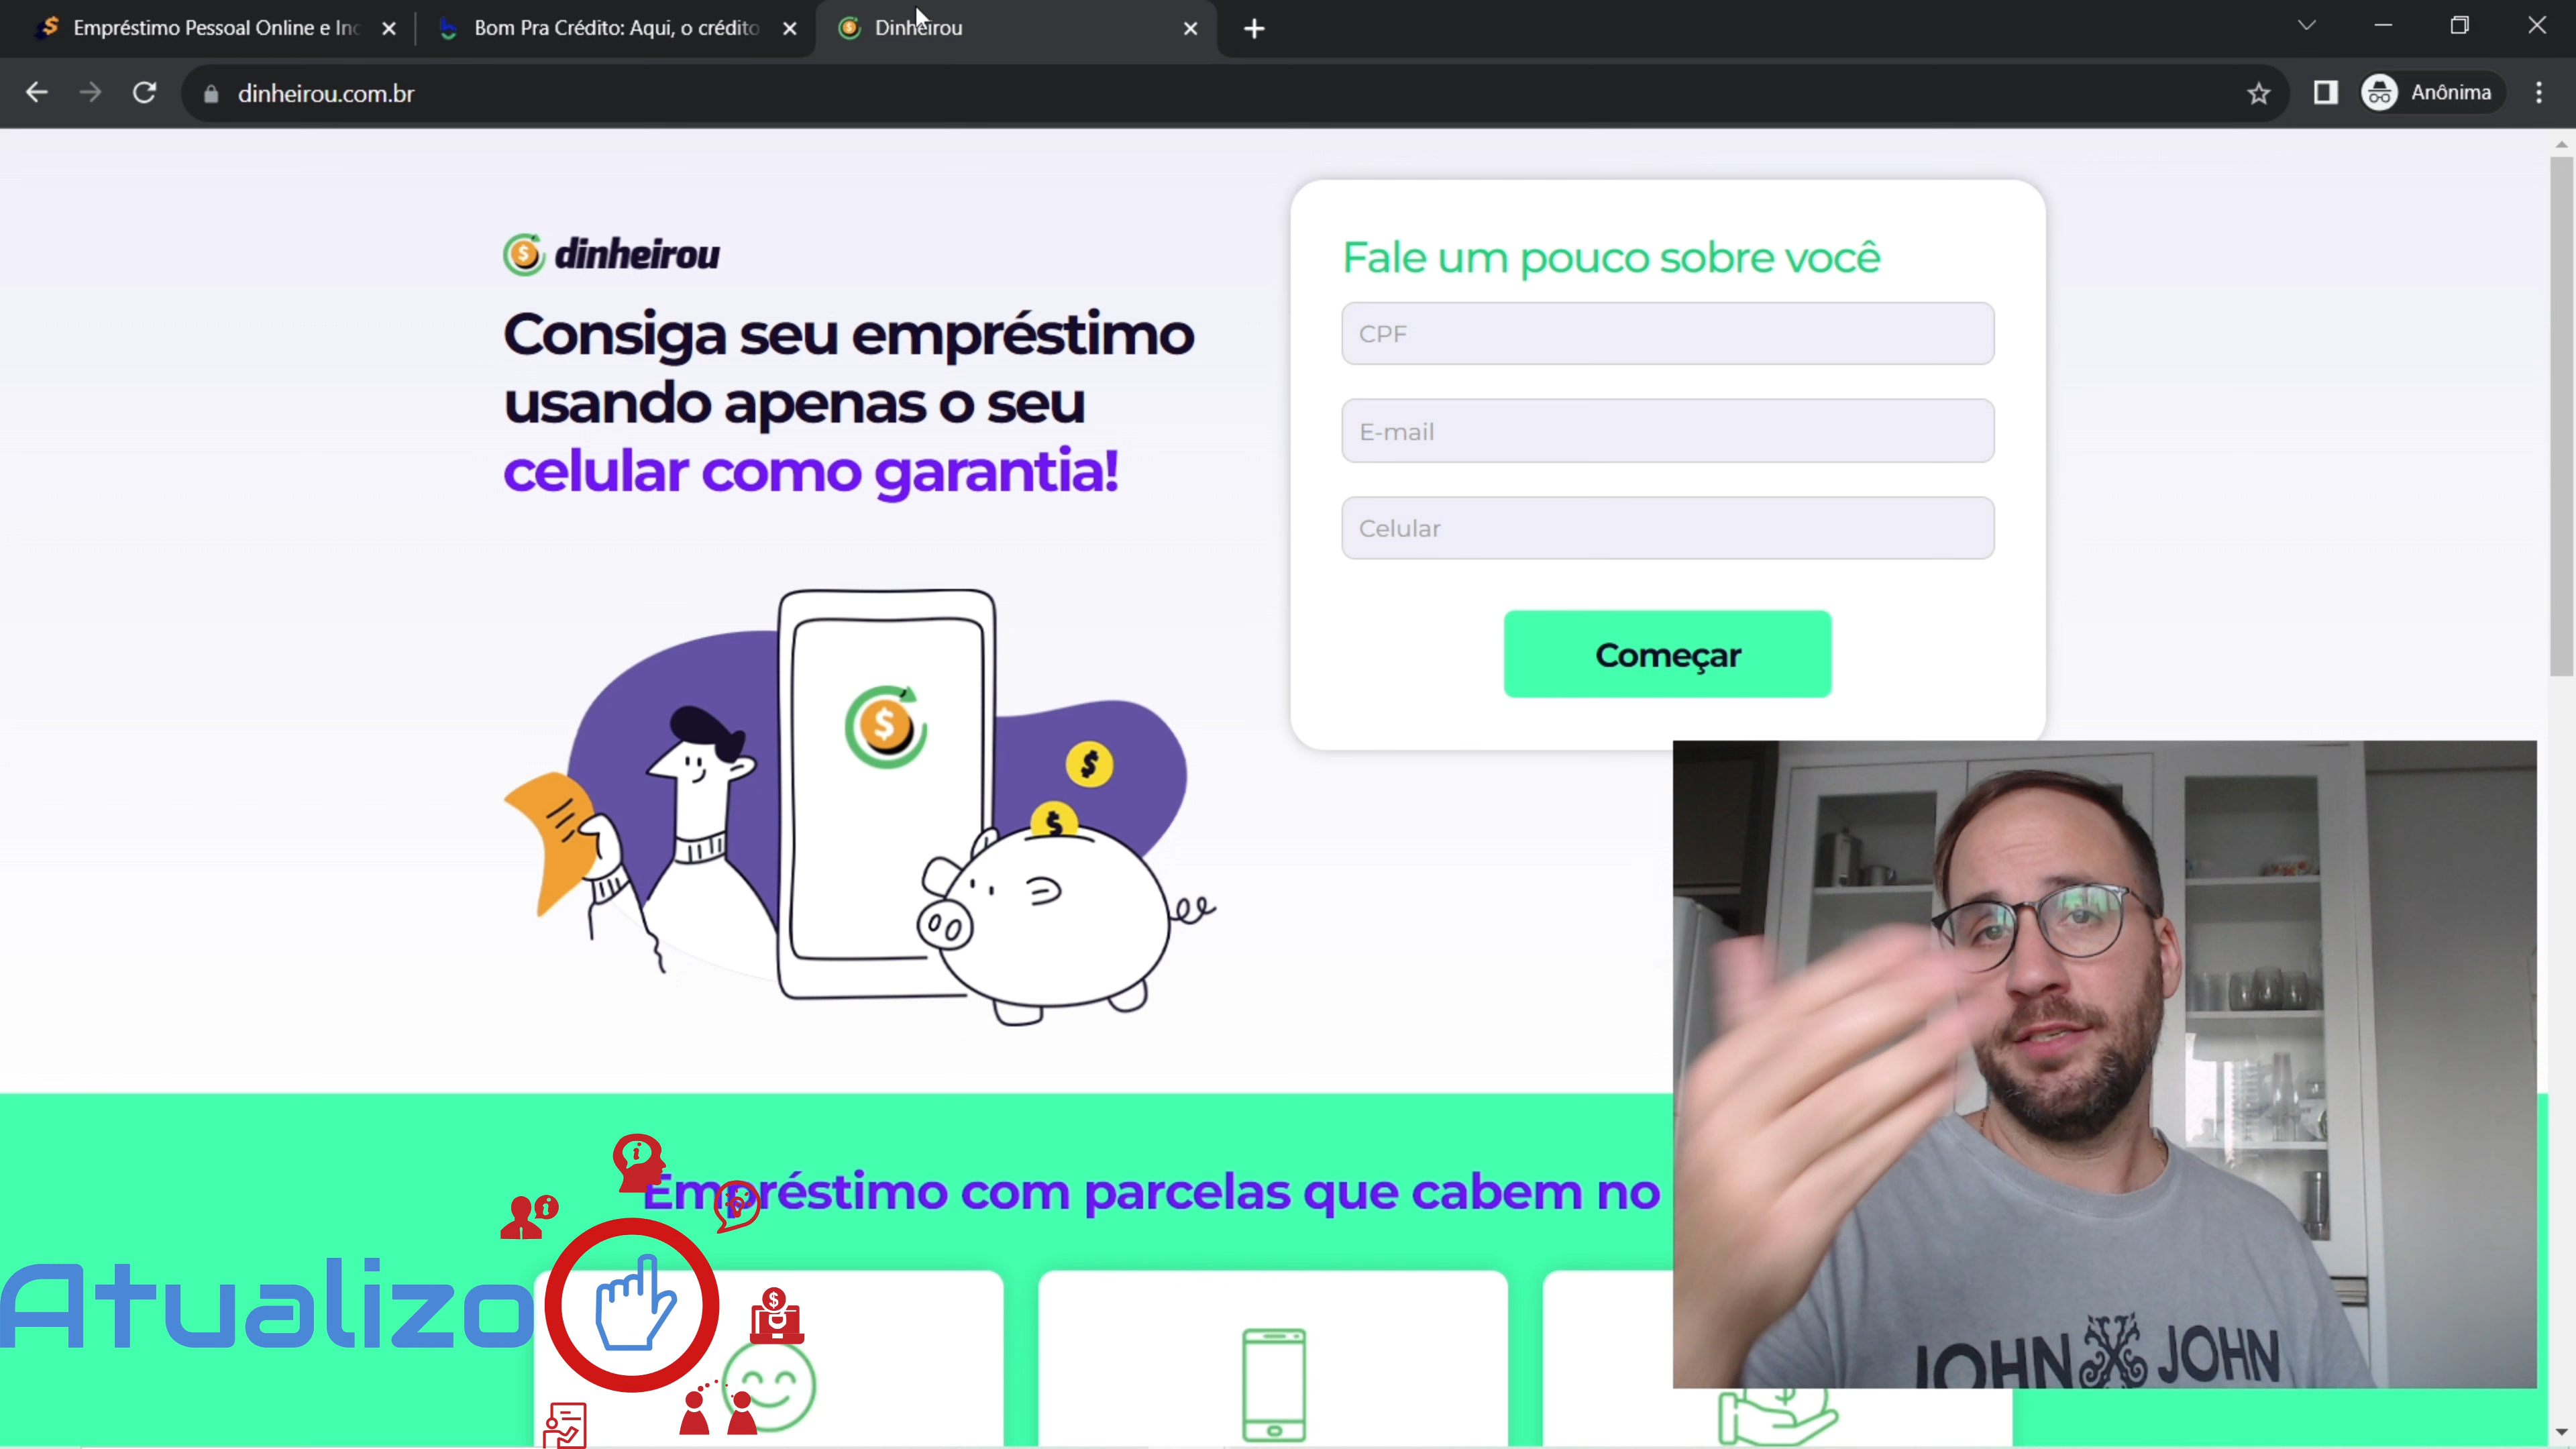 Empréstimo Pessoal Online e Inc
Bom Pra Crédito: Aqui, o crédito
Dinheirou
dinheirou.com.br
Anônima
dinheirou
Consiga seu empréstimo
usando apenas o seu
celular como garantia!
Fale um pouco sobre você
CPF
E-mail
Celular
Começar
Empréstimo com parcelas que cabem no
Atualizo
JOHN JOHN